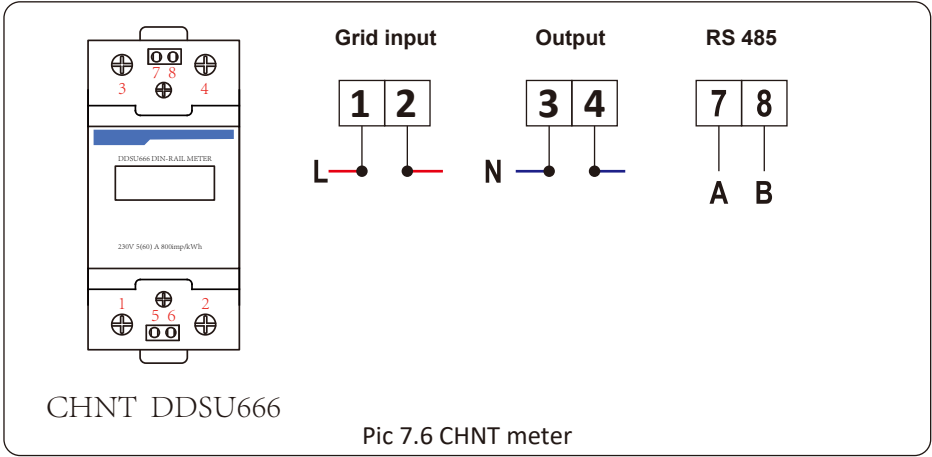 Grid input Output RS 485
7 8
3 4
1 2 3 4 7 8
DDSU666 DIN-RAIL METER
L N
A B
230V 5(60) A 800imp/kWh
1 2
5 6
CHNT DDSU666
Pic 7.6 CHNT meter